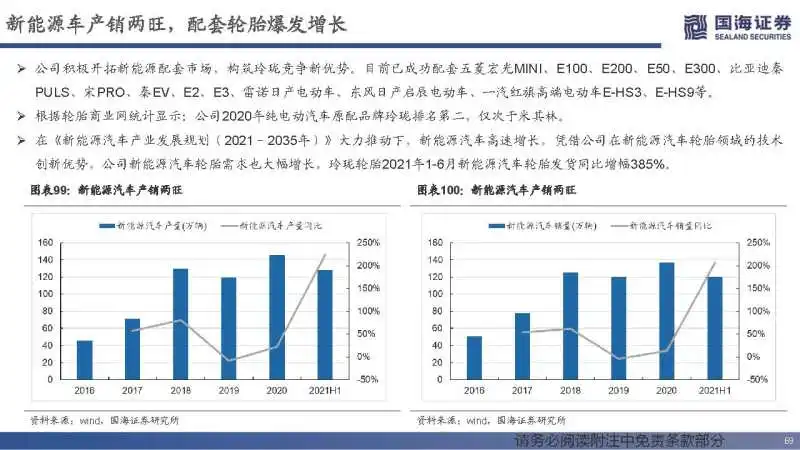 新能源车产销两旺，配套轮胎爆发增长
国海证券
SEALAND SECURITIES
➢ 公司积极开拓新能源配套市场，构筑玲珑竞争新优势。目前已成功配套五菱宏光MINI、E100、E200、E50、E300、比亚迪秦
PULS、宋PRO、秦EV、E2、E3、雷诺日产电动车、东风日产启辰电动车、一汽红旗高端电动车E-HS3、E-HS9等。
➢ 根据轮胎商业网统计显示：公司2020年纯电动汽车原配品牌玲珑排名第二，仅次于米其林。
➢ 在《新能源汽车产业发展规划（2021–2035年）》大力推动下，新能源汽车高速增长，凭借公司在新能源汽车轮胎领域的技术
创新优势，公司新能源汽车轮胎需求也大幅增长，玲珑轮胎2021年1-6月新能源汽车轮胎发货同比增幅385%。
图表99：新能源汽车产销两旺
新能源汽车产量(万辆) 新能源汽车产量同比
160 250%
140 200%
120
100 150%
80 100%
60 50%
40 0%
20
0 -50%
2016 2017 2018 2019 2020 2021H1
资料来源：wind，国海证券研究所
图表100：新能源汽车产销两旺
新能源汽车销量(万辆) 新能源汽车销量同比
160 250%
140 200%
120
100 150%
80 100%
60 50%
40 0%
20
0 -50%
2016 2017 2018 2019 2020 2021H1
资料来源：wind，国海证券研究所
请务必阅读附注中免责条款部分
69